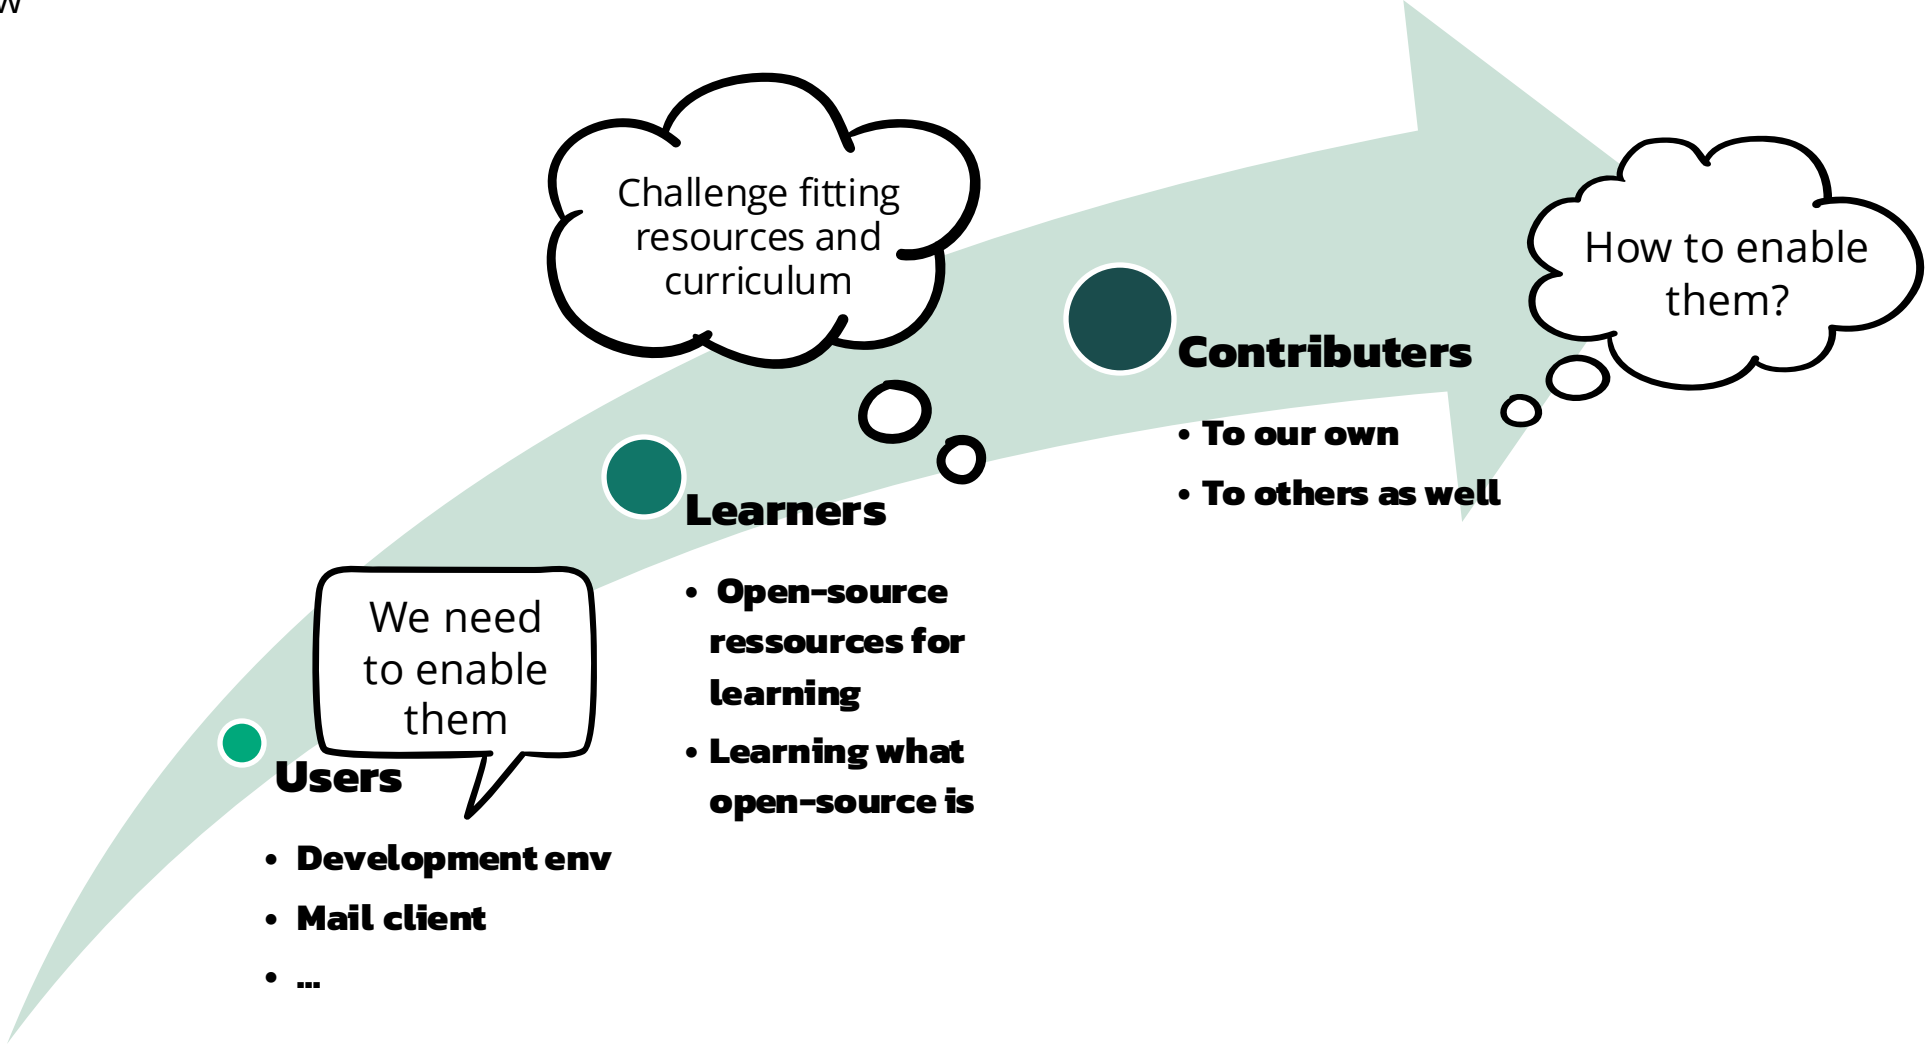 Challenge fitting
resources and
curriculum
How to enable
them?
Contributers
• To our own
• To others as well
Learners
• Open-source
ressources for
learning
• Learning what
open-source is
We need
to enable
them
Users
• Development env
• Mail client
• ...